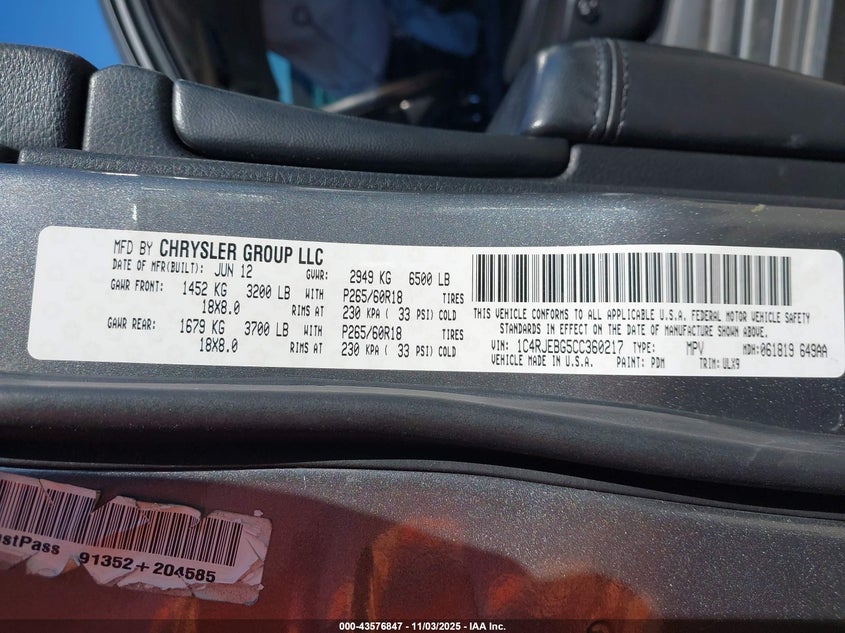 MFD BY CHRYSLER GROUP LLC
DATE OF MFR(BUILT): JUN 12 GVWR: 2949 KG 6500 LB
GAWR FRONT: 1452 KG 3200 LB WITH P265/60R18 TIRES
18X8.0 RIMS AT 230 KPA ( 33 PSI) COLD
GAWR REAR: 1679 KG 3700 LB WITH P265/60R18 TIRES
18X8.0 RIMS AT 230 KPA ( 33 PSI) COLD
THIS VEHICLE CONFORMS TO ALL APPLICABLE U.S.A. FEDERAL MOTOR VEHICLE SAFETY
STANDARDS IN EFFECT ON THE DATE OF MANUFACTURE SHOWN ABOVE.
VIN: 1C4RJEBG5CC360217 TYPE: MPV MDH:061819 649AA
VEHICLE MADE IN U.S.A. PAINT: PDM TRIM:ULX9
astPass 91352+204585
000-43576847 - 11/03/2025 - IAA Inc.